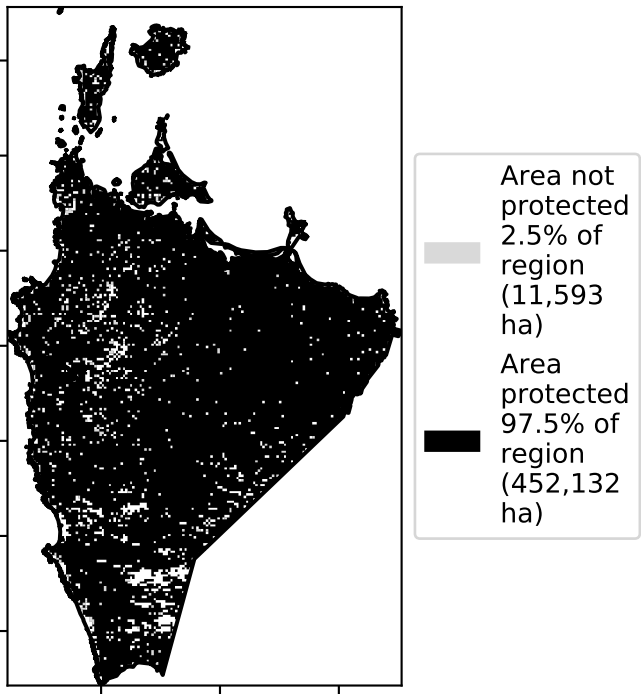 Area not
protected
2.5% of
region
(11,593
ha)
Area
protected
97.5% of
region
(452,132
ha)